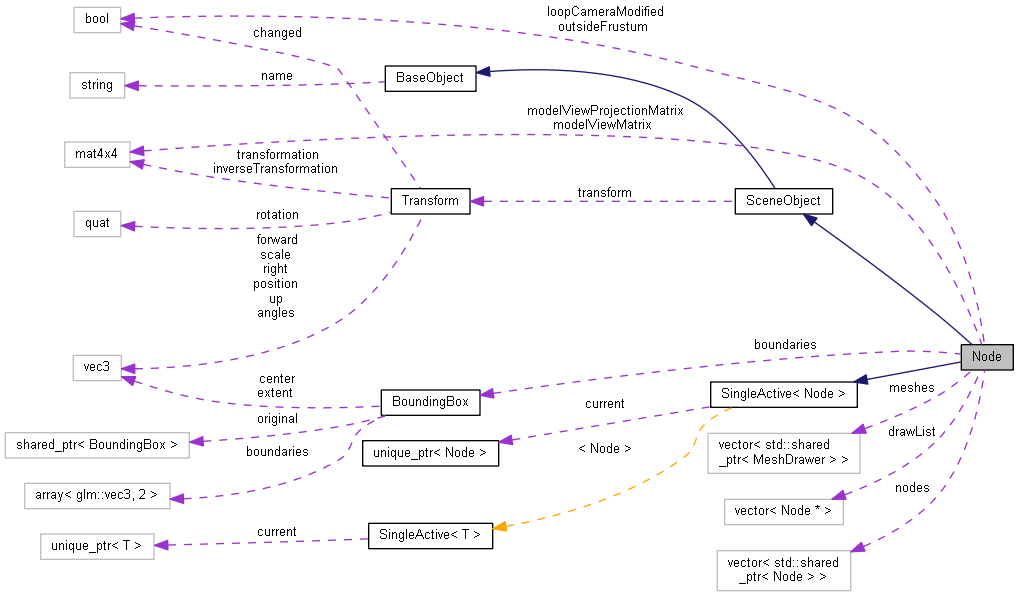 loopCameraModified
outsideFrustum
bool
changed
BaseObject
name
string
modelViewProjectionMatrix
modelViewMatrix
mat4x4
transformation
inverseTransformation
transform
Transform
SceneObject
rotation
quat
forward
scale
right
position
up
angles
boundaries
Node
vec3
center
extent
BoundingBox
SingleActive< Node >
meshes
original
current
shared_ptr< BoundingBox >
drawList
boundaries
unique_ptr< Node >
< Node >
vector< std::shared
_ptr< MeshDrawer > >
nodes
array< glm::vec3, 2 >
vector< Node * >
current
SingleActive< T >
unique_ptr< T >
vector< std::shared
_ptr< Node > >